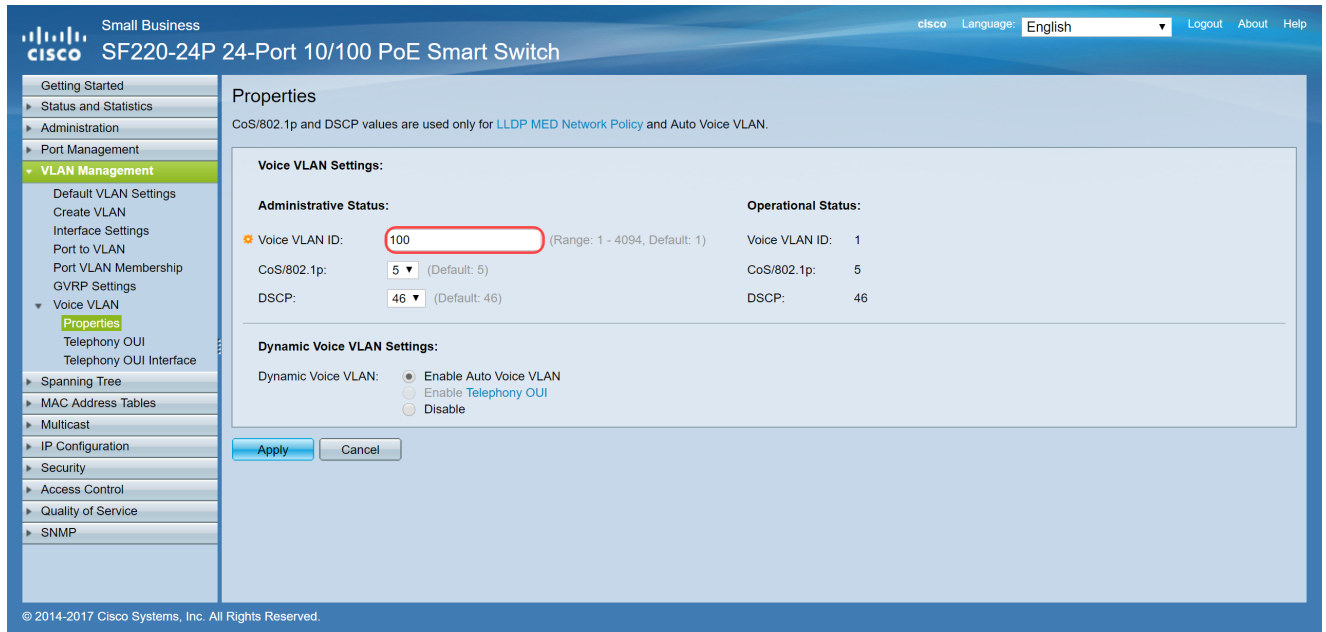 Small Business
cisco Language: English Logout About Help
cisco SF220-24P 24-Port 10/100 PoE Smart Switch
Getting Started
Status and Statistics
Administration
Port Management
VLAN Management
Default VLAN Settings
Create VLAN
Interface Settings
Port to VLAN
Port VLAN Membership
GVRP Settings
Voice VLAN
Properties
Telephony OUI
Telephony OUI Interface
Spanning Tree
MAC Address Tables
Multicast
IP Configuration
Security
Access Control
Quality of Service
SNMP
Properties
CoS/802.1p and DSCP values are used only for LLDP MED Network Policy and Auto Voice VLAN.
Voice VLAN Settings:
Administrative Status: Operational Status:
Voice VLAN ID: 100 (Range: 1 - 4094, Default: 1) Voice VLAN ID: 1
CoS/802.1p: 5 (Default: 5) CoS/802.1p: 5
DSCP: 46 (Default: 46) DSCP: 46
Dynamic Voice VLAN Settings:
Dynamic Voice VLAN: Enable Auto Voice VLAN
Enable Telephony OUI
Disable
Apply Cancel
© 2014-2017 Cisco Systems, Inc. All Rights Reserved.